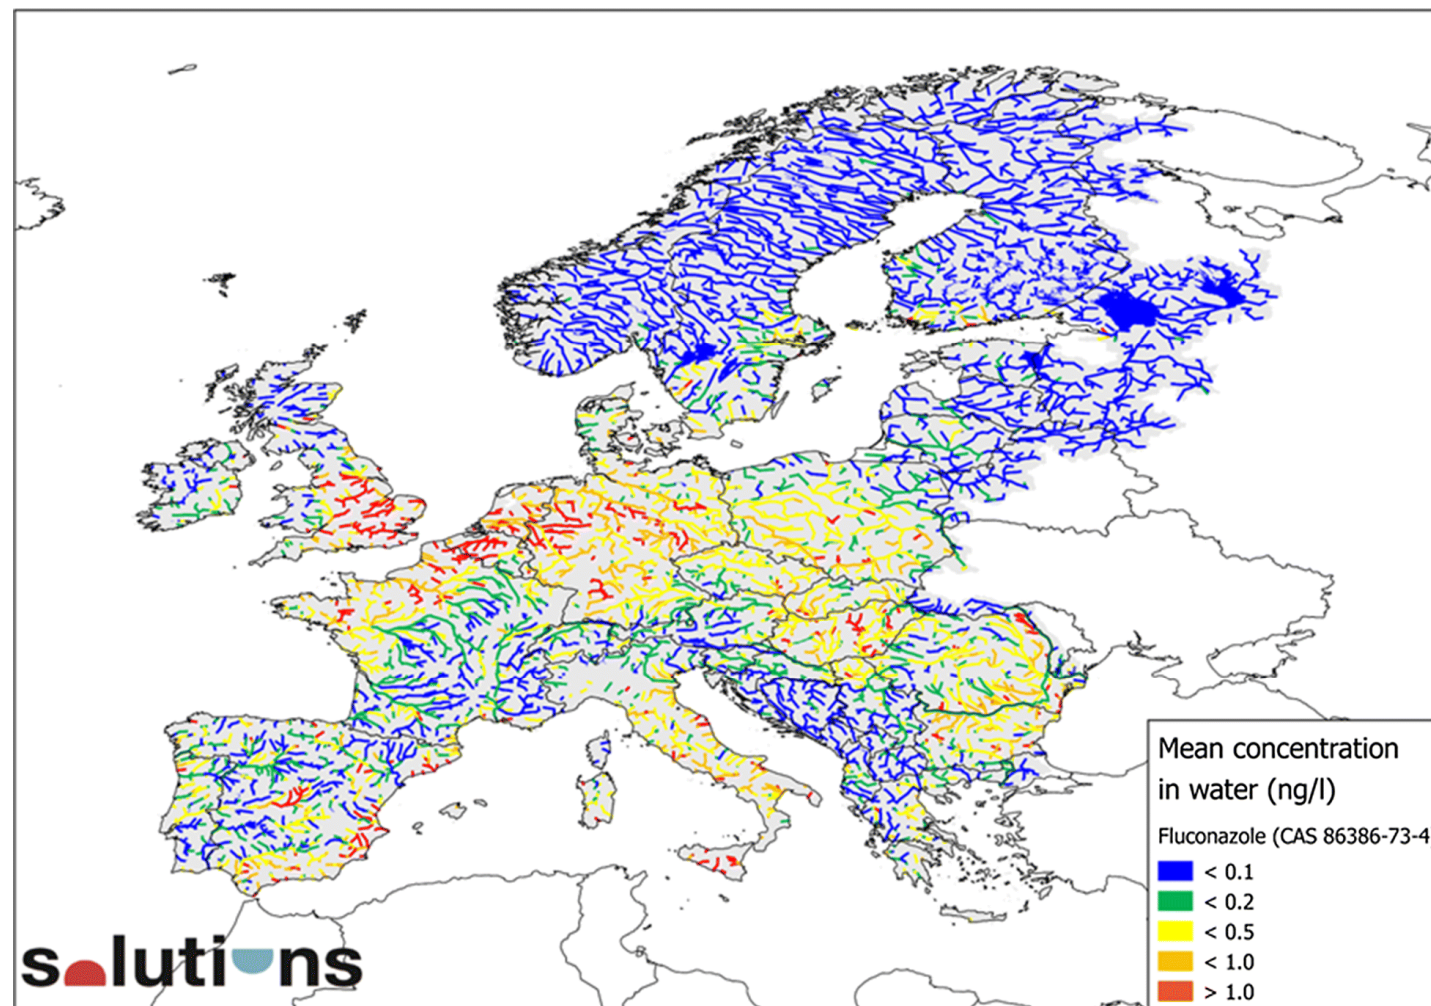 Mean concentration
in water (ng/l)
Fluconazole (CAS 86386-73-4
< 0.1
< 0.2
< 0.5
< 1.0
> 1.0
solutions